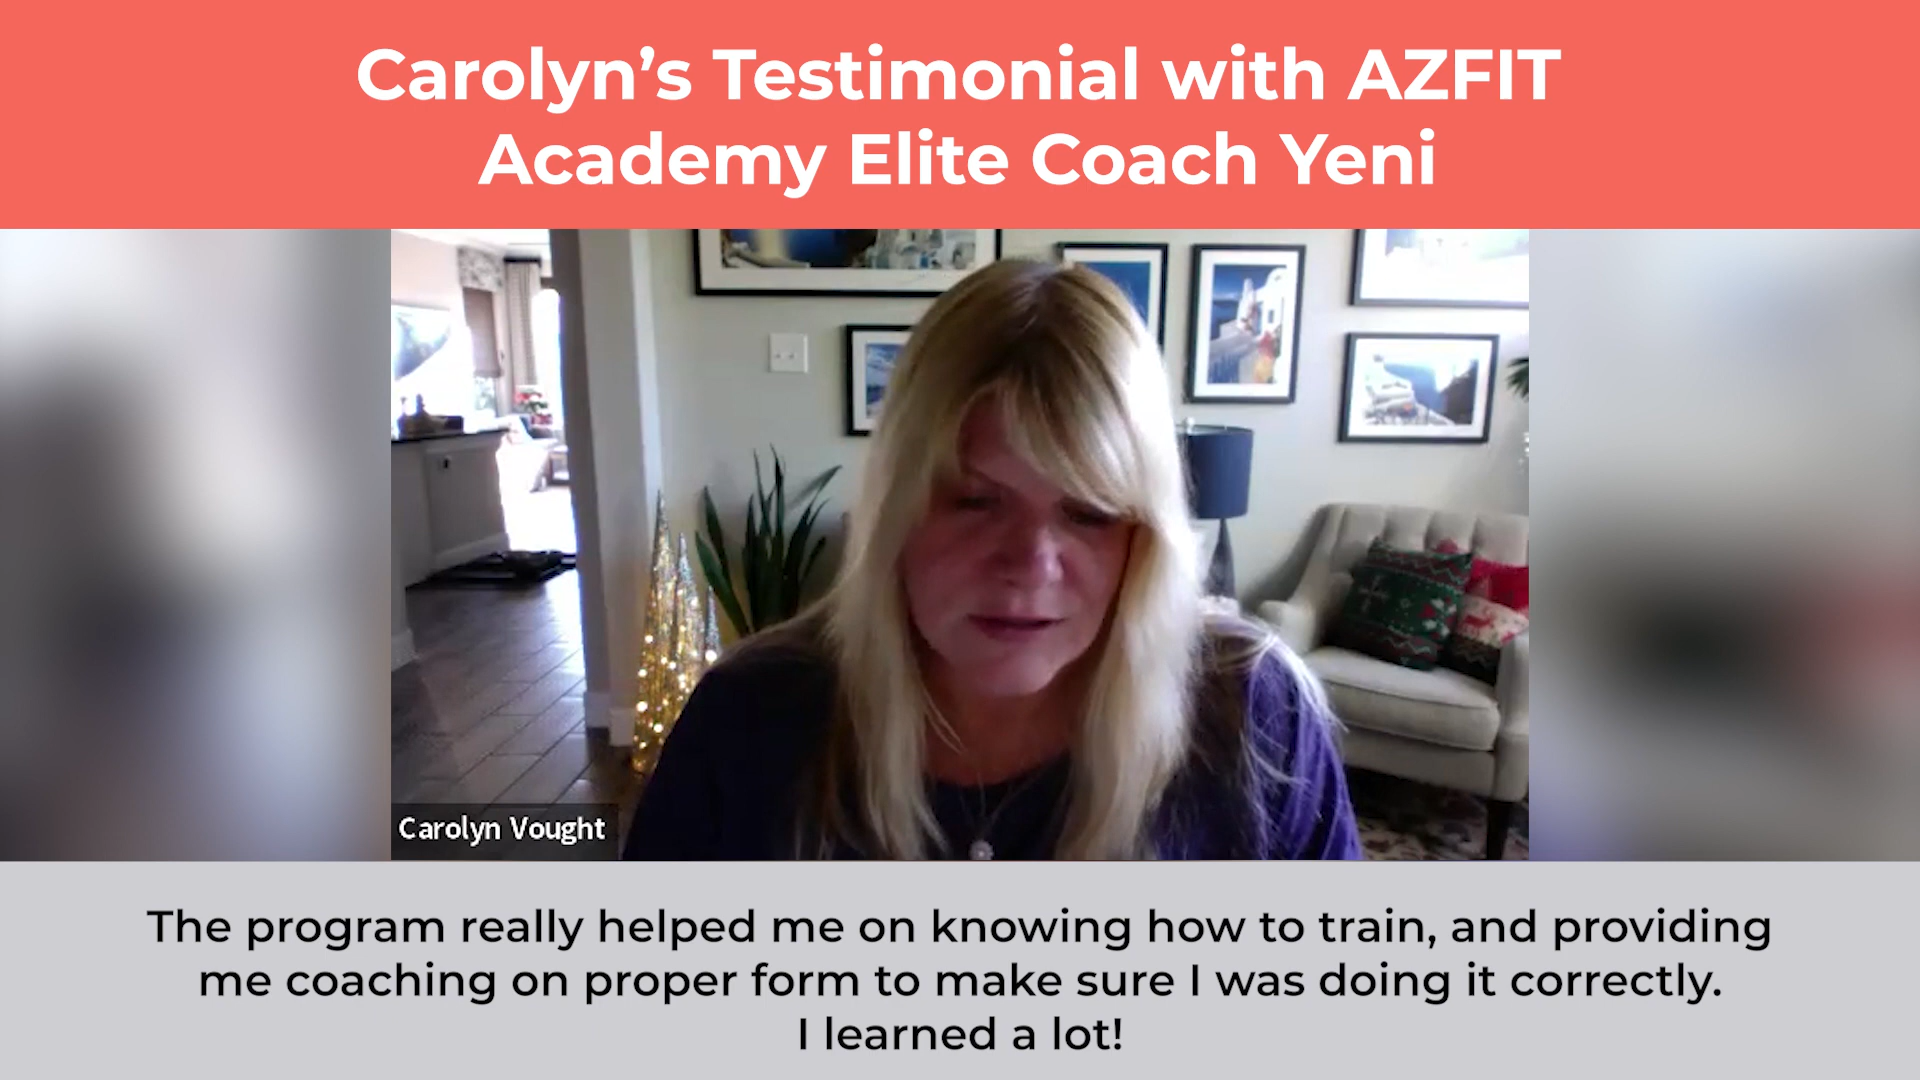 Carolyn’s Testimonial with AZFIT
Academy Elite Coach Yeni
Carolyn Vought
The program really helped me on knowing how to train, and providing
me coaching on proper form to make sure I was doing it correctly.
I learned a lot!